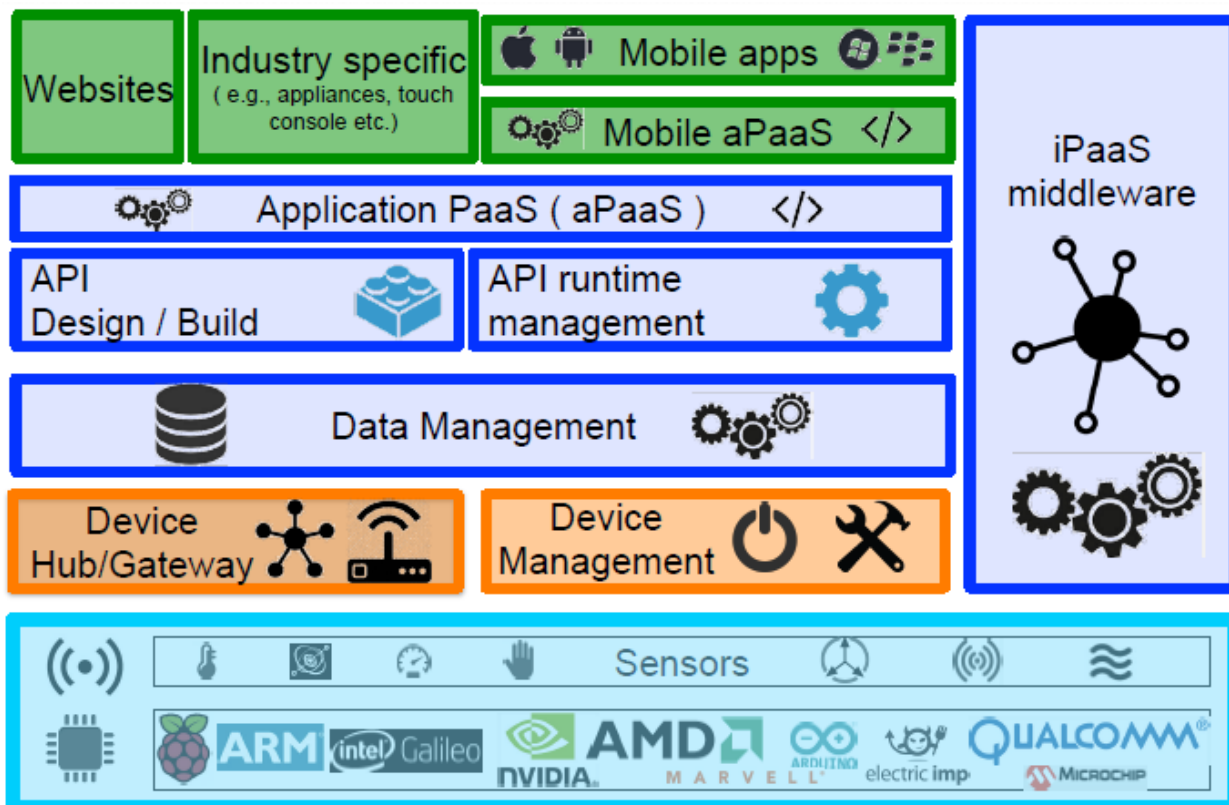 Websites
Industry specific
( e.g., appliances, touch
console etc.)
Mobile apps
Mobile aPaaS </>
iPaaS
middleware
Application PaaS ( aPaaS ) </>
API
Design / Build
API runtime
management
Data Management
Device
Hub/Gateway
Device
Management
Sensors
ARM
intel Galileo
NVIDIA.
AMD
MARVELL
ARDUINO
electric imp
QUALCOMM®
MICROCHIP